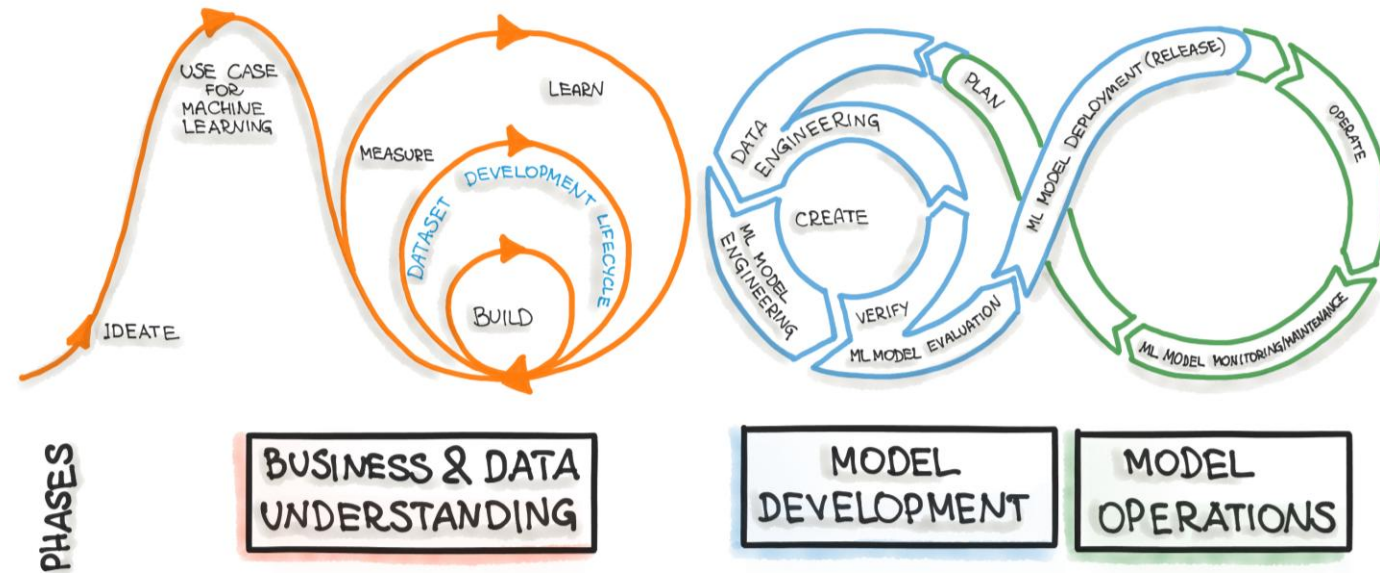 IDEATE
USE CASE
FOR
MACHINE
LEARNING
MEASURE
LEARN
DATASET DEVELOPMENT LIFECYCLE
BUILD
DATA
ENGINEERING
CREATE
ML MODEL
ENGINEERING
VERIFY
ML MODEL EVALUATION
PLAN
ML MODEL DEPLOYMENT (RELEASE)
OPERATE
ML MODEL MONITORING/MAINTENANCE
PHASES
BUSINESS & DATA
UNDERSTANDING
MODEL
DEVELOPMENT
MODEL
OPERATIONS